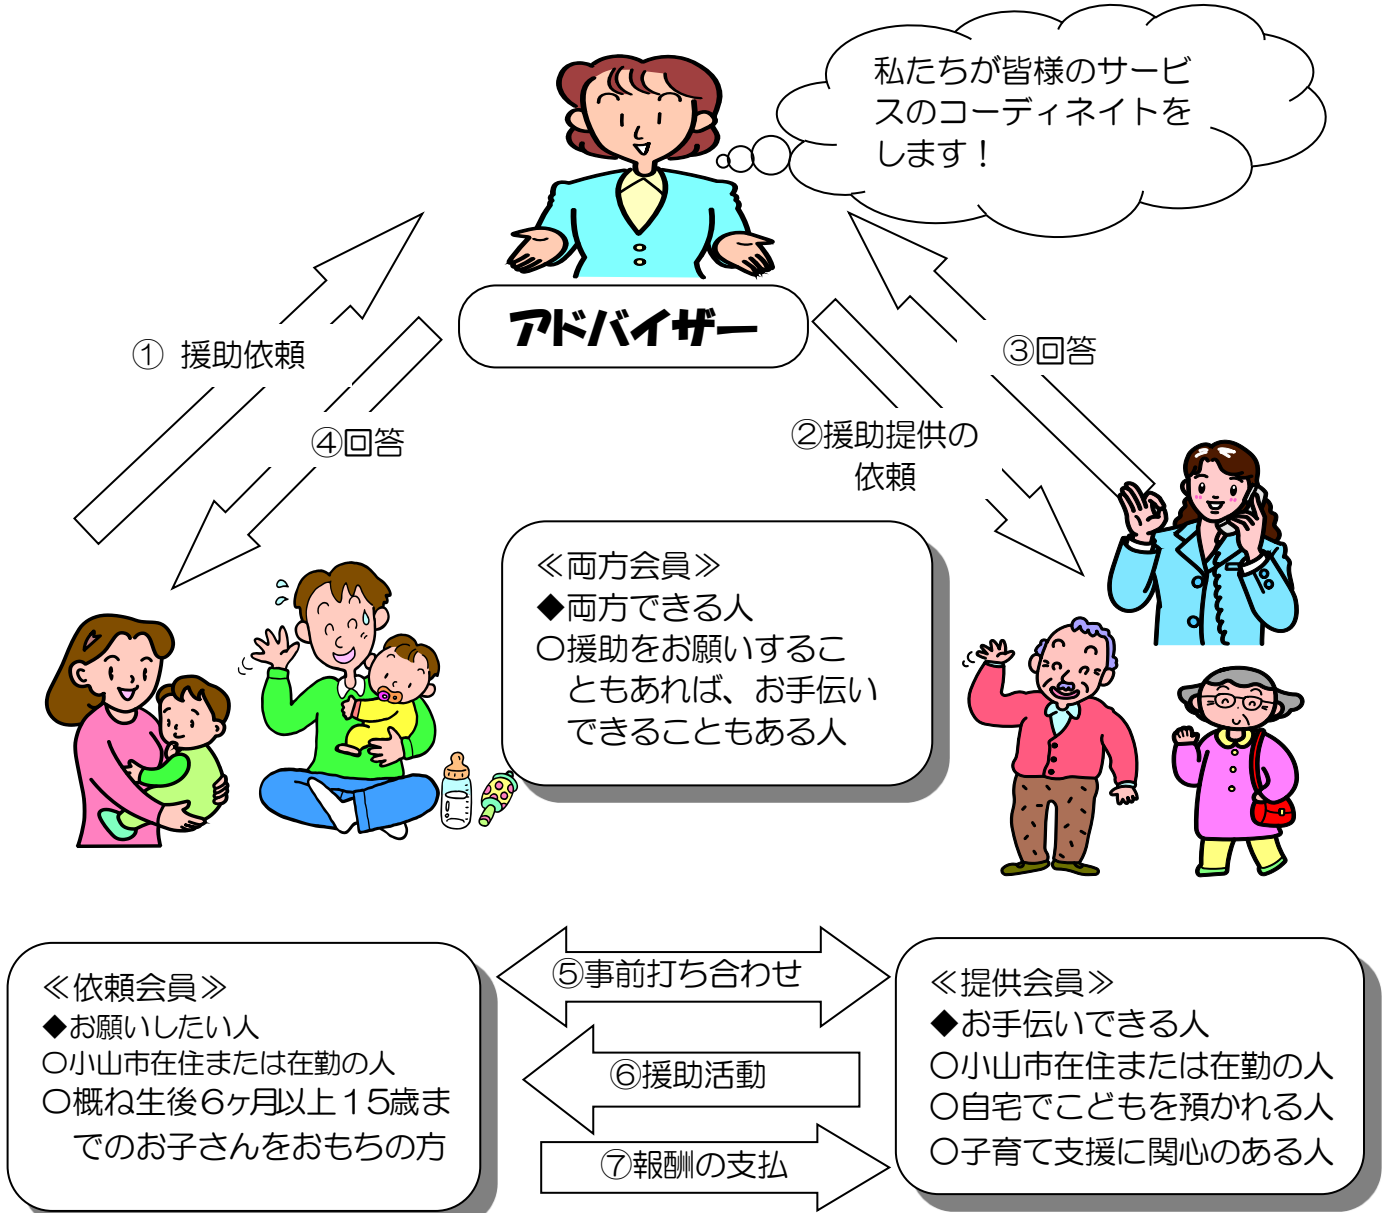 私たちが皆様のサービ
スのコーディネイトを
します！
アドバイザー
① 援助依頼
③回答
④回答
②援助提供の
依頼
≪両方会員≫
◆両方できる人
○援助をお願いするこ
ともあれば、お手伝い
できることもある人
≪依頼会員≫
◆お願いしたい人
○小山市在住または在勤の人
○概ね生後６ヶ月以上１５歳ま
でのお子さんをおもちの方
⑤事前打ち合わせ
⑥援助活動
⑦報酬の支払
≪提供会員≫
◆お手伝いできる人
○小山市在住または在勤の人
○自宅でこどもを預かれる人
○子育て支援に関心のある人